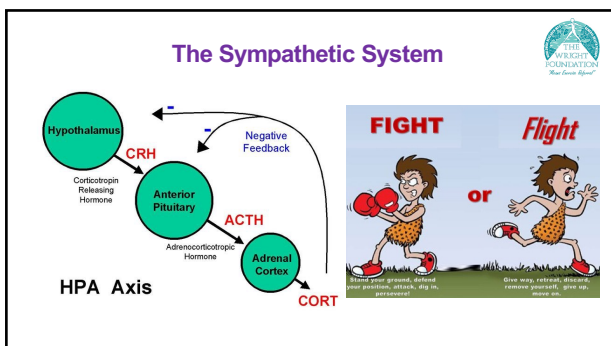 The Sympathetic System
THE
WRIGHT
FOUNDATION
Hypothalamus
CRH
Corticotropin
Releasing
Hormone
-
-
Negative
Feedback
Anterior
Pituitary
ACTH
Adrenocorticotropic
Hormone
Adrenal
Cortex
CORT
HPA Axis
FIGHT
or
Flight
Stand your ground, defend
your position, attack, dig in,
persevere!
Give way, retreat, discard,
remove yourself, give up,
move on.